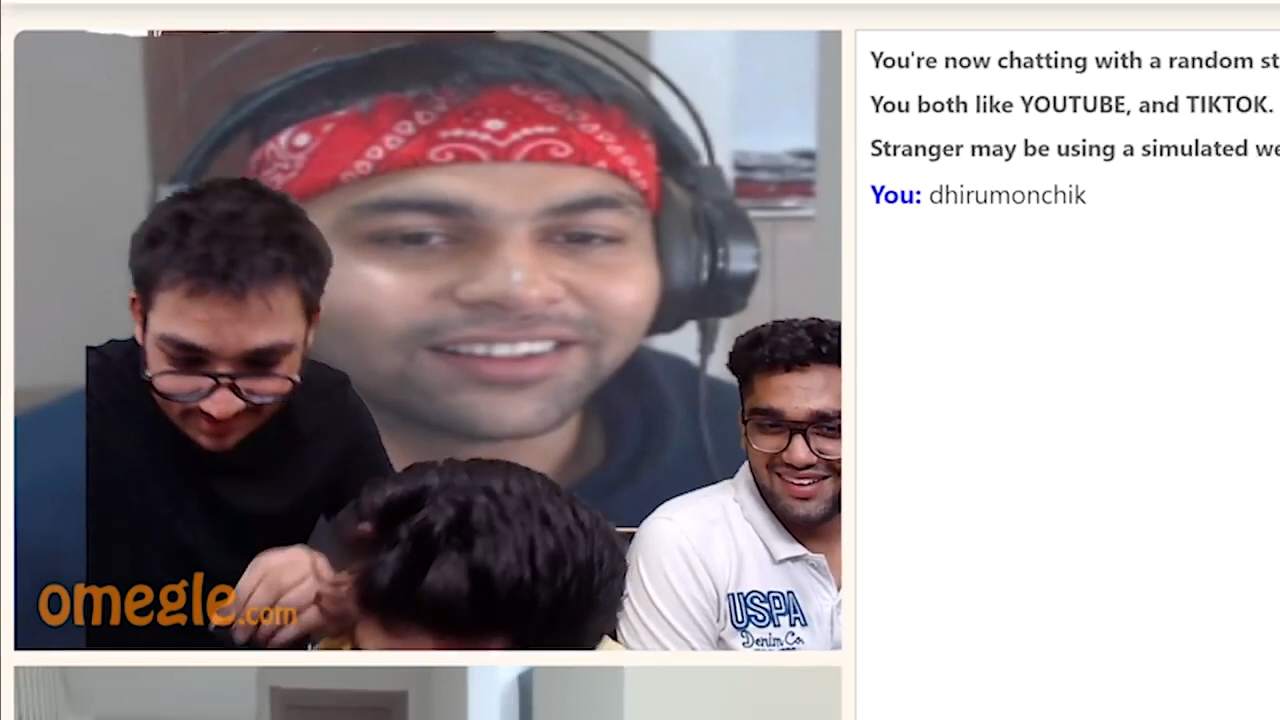 You're now chatting with a random st
You both like YOUTUBE, and TIKTOK.
Stranger may be using a simulated we
You: dhirumonchik
omegle.com
USPA
Denim Co.